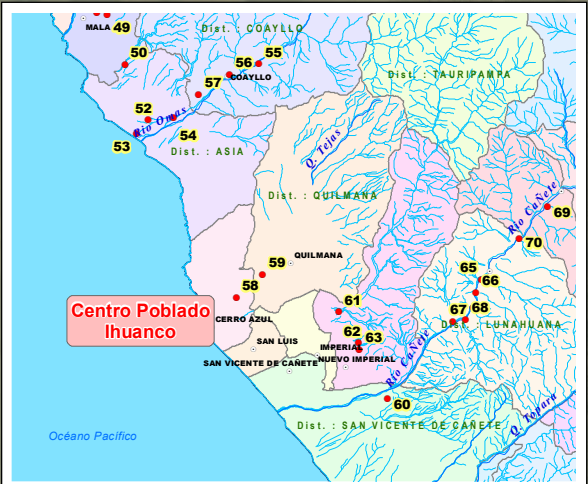 MALA
49
Dist. : COAYLLO
50
56
55
COAYLLO
57
Dist. : TAURIPAMPA
52
Rio Omas
53
54
Dist. : ASIA
Q. Tejas
Dist. : QUILMANA
Rio CaÑete
69
70
59
QUILMANA
65
66
58
61
Centro Poblado
Ihuanco
CERRO AZUL
67
68
Dist. : LUNAHUANA
62
63
SAN LUIS
IMPERIAL
NUEVO IMPERIAL
SAN VICENTE DE CAÑETE
Rio CaÑete
60
Dist. : SAN VICENTE DE CAÑETE
Q. Topara
Océano Pacífico